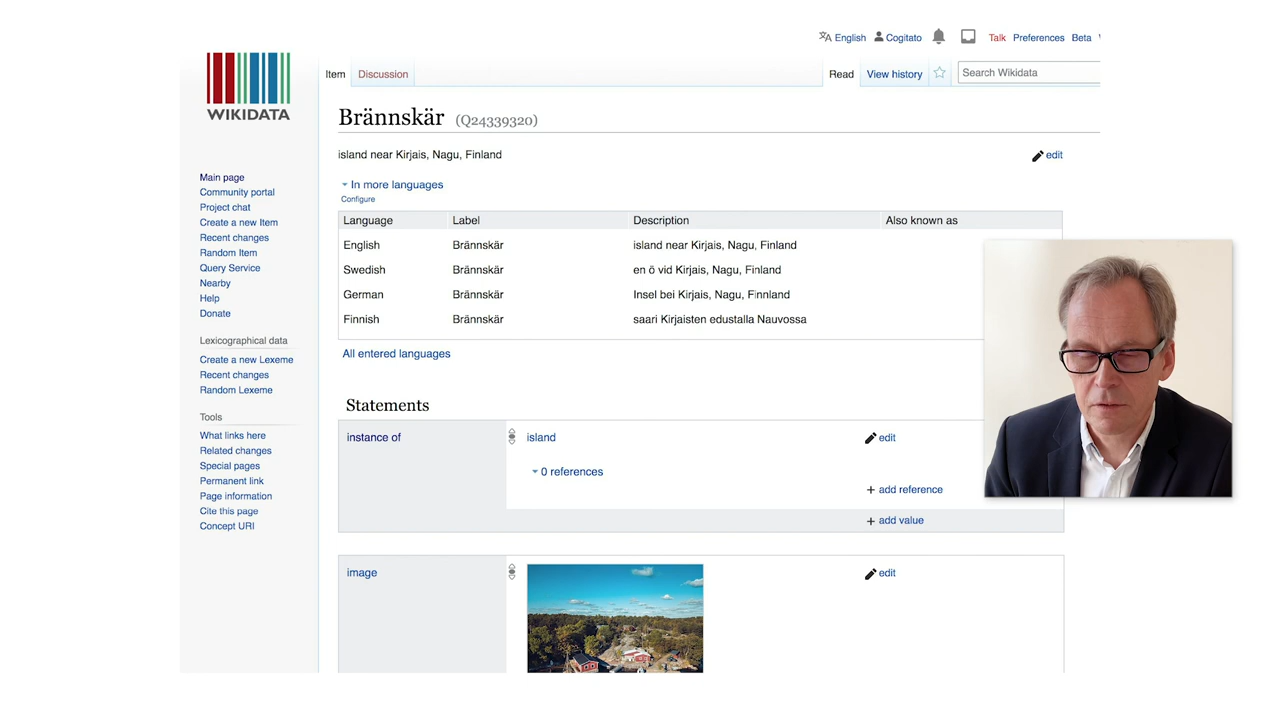 English Cogitato Talk Preferences Beta
WIKIDATA
Item Discussion Read View history Search Wikidata
Brännskär (Q24339320)
island near Kirjais, Nagu, Finland edit
In more languages
Configure
Language Label Description Also known as
English Brännskär island near Kirjais, Nagu, Finland
Swedish Brännskär en ö vid Kirjais, Nagu, Finland
German Brännskär Insel bei Kirjais, Nagu, Finnland
Finnish Brännskär saari Kirjaisten edustalla Nauvossa
All entered languages
Statements
instance of island edit
0 references
+ add reference
+ add value
image edit
Main page
Community portal
Project chat
Create a new Item
Recent changes
Random Item
Query Service
Nearby
Help
Donate
Lexicographical data
Create a new Lexeme
Recent changes
Random Lexeme
Tools
What links here
Related changes
Special pages
Permanent link
Page information
Cite this page
Concept URI